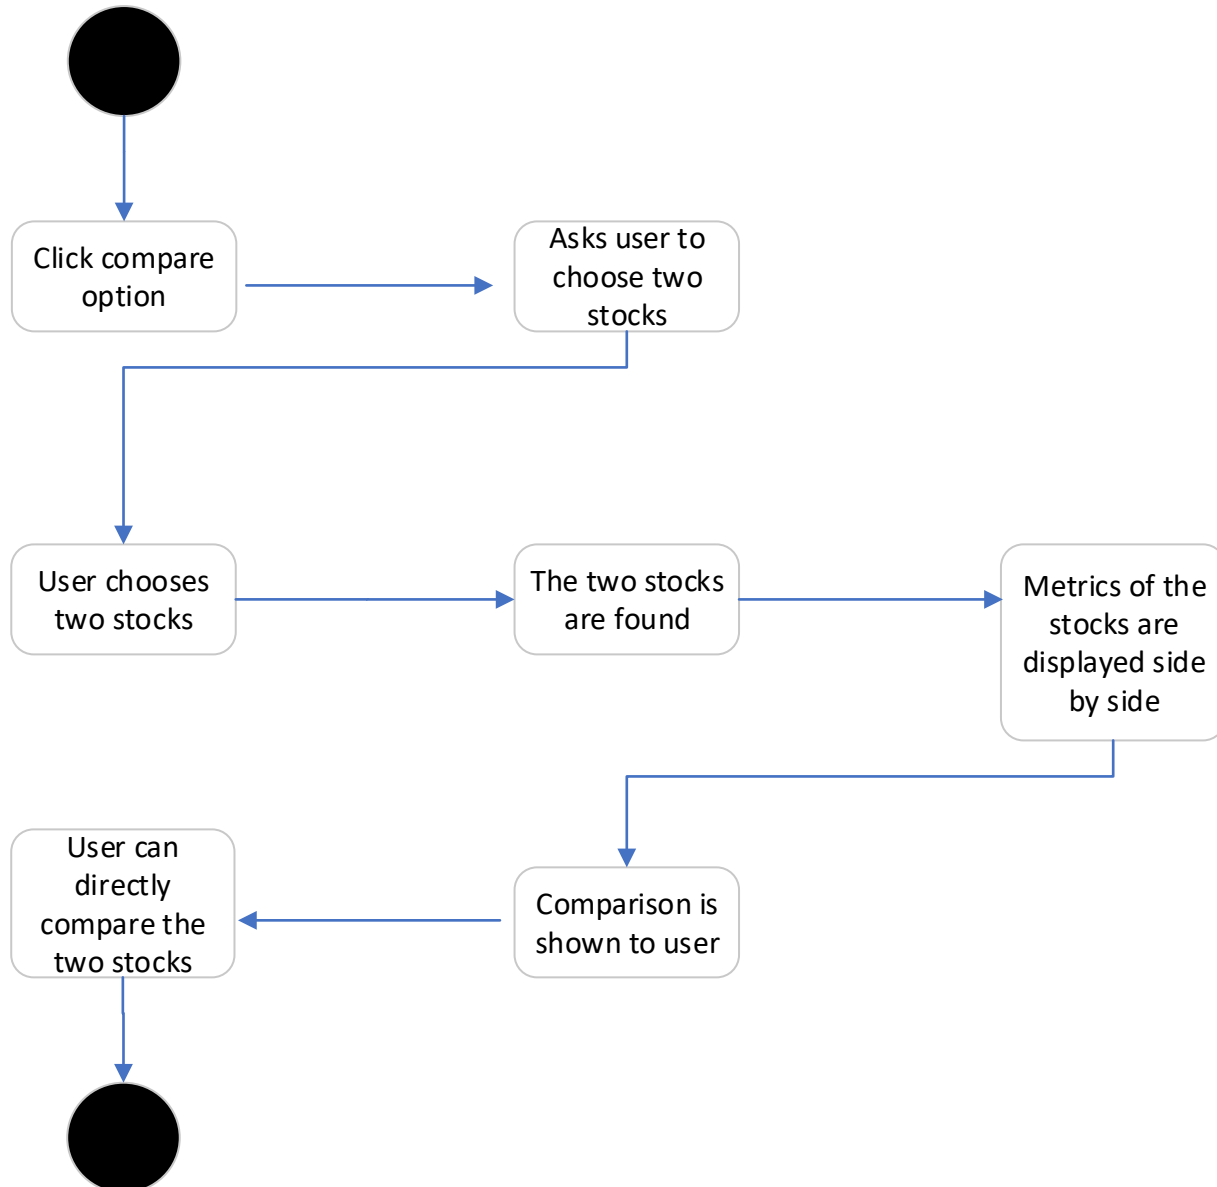 Click compare
option
Asks user to
choose two
stocks
User chooses
two stocks
The two stocks
are found
Metrics of the
stocks are
displayed side
by side
User can
directly
compare the
two stocks
Comparison is
shown to user